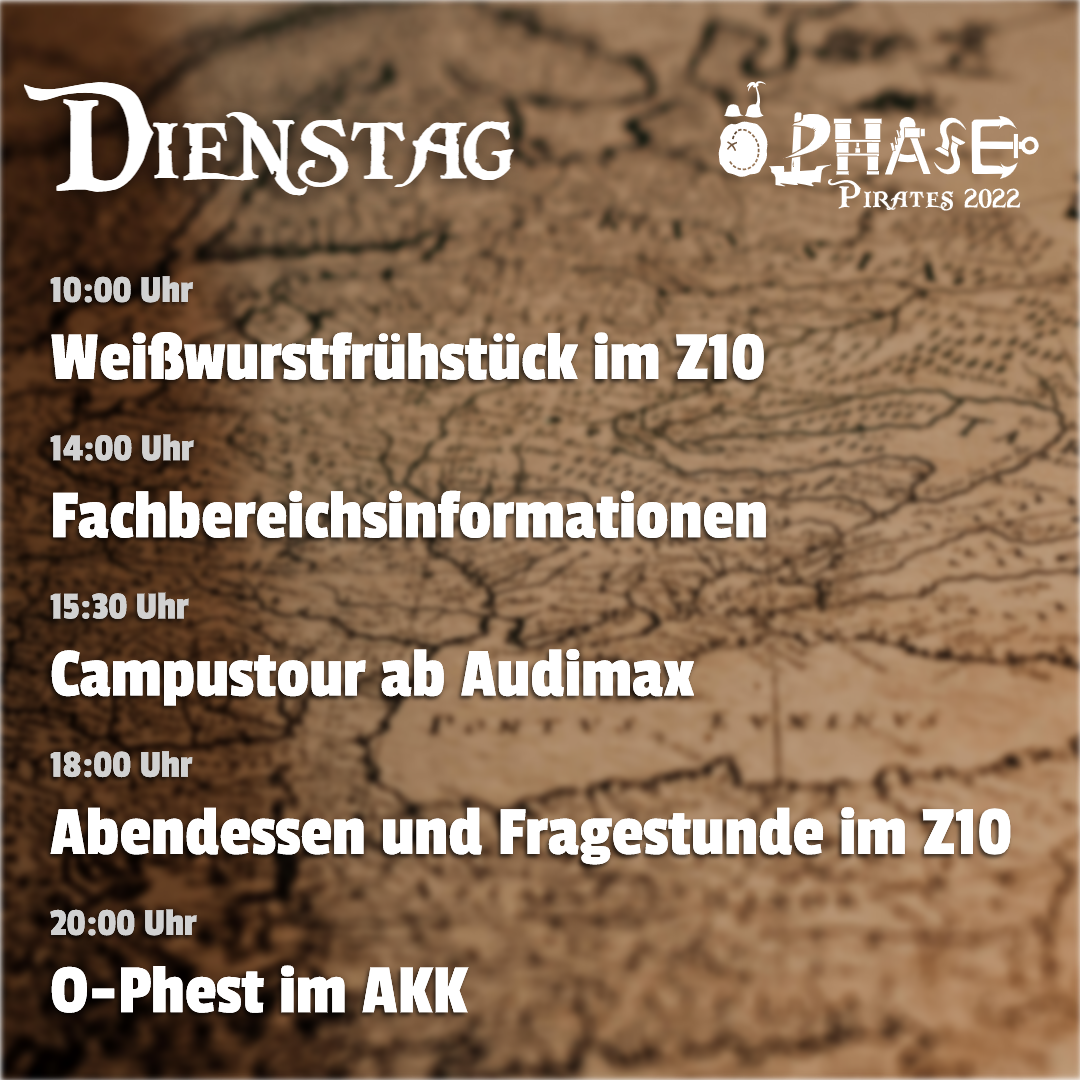 Dienstag
O Phase
Pirates 2022
10:00 Uhr
Weißwurstfrühstück im Z10
14:00 Uhr
Fachbereichsinformationen
15:30 Uhr
Campustour ab Audimax
18:00 Uhr
Abendessen und Fragestunde im Z10
20:00 Uhr
O-Phest im AKK